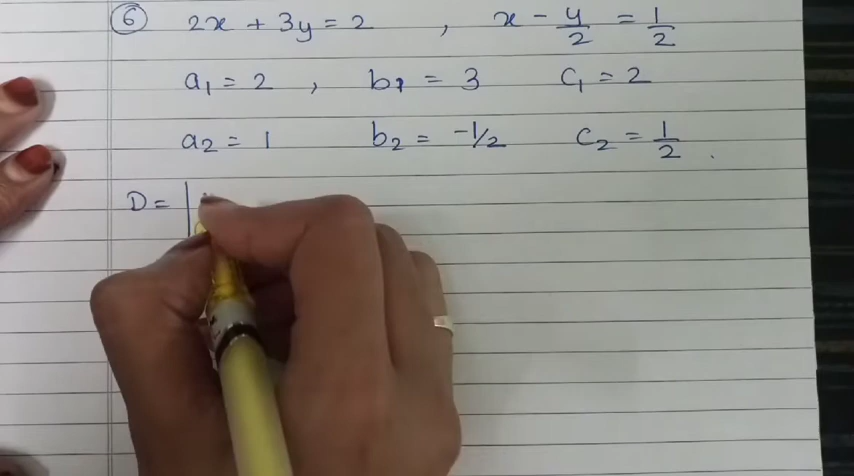 6 2x + 3y = 2 , x - y/2 = 1/2
a₁ = 2 , b₁ = 3 c₁ = 2
a₂ = 1 b₂ = -1/2 c₂ = 1/2 .
D = |